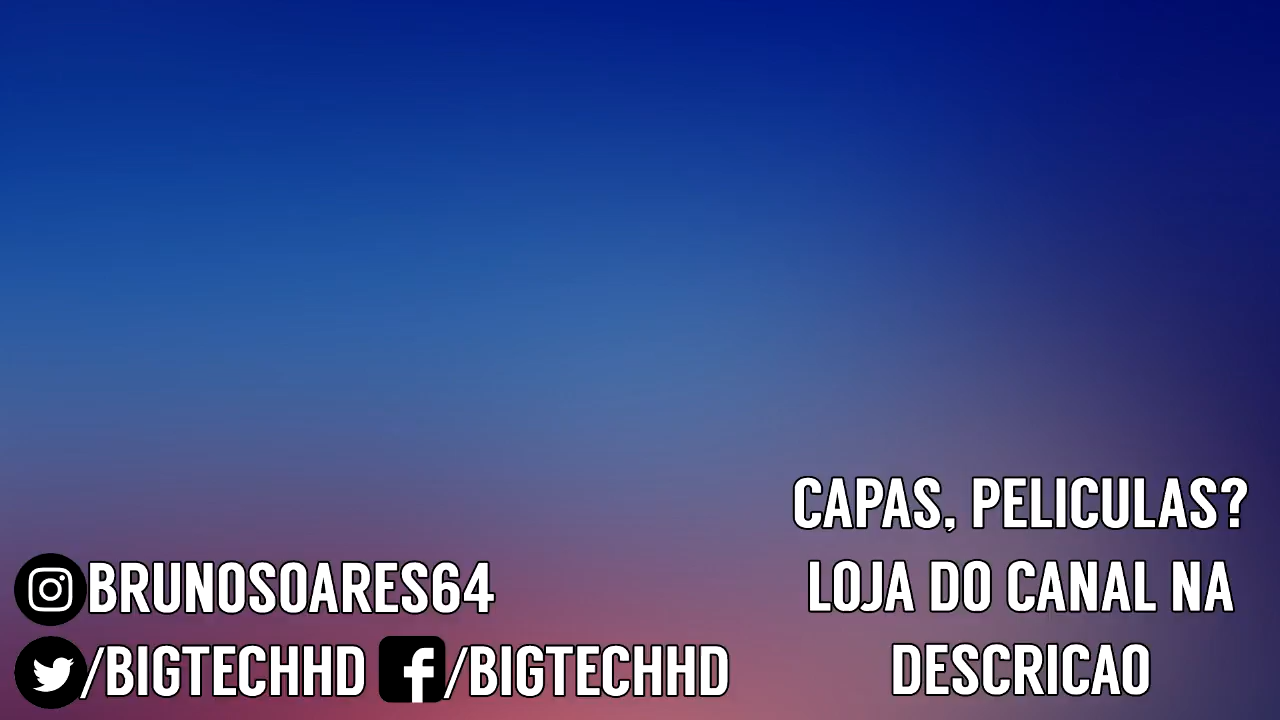 CAPAS, PELICULAS?
LOJA DO CANAL NA
DESCRICAO
BRUNOSOARES64
/BIGTECHHD /BIGTECHHD